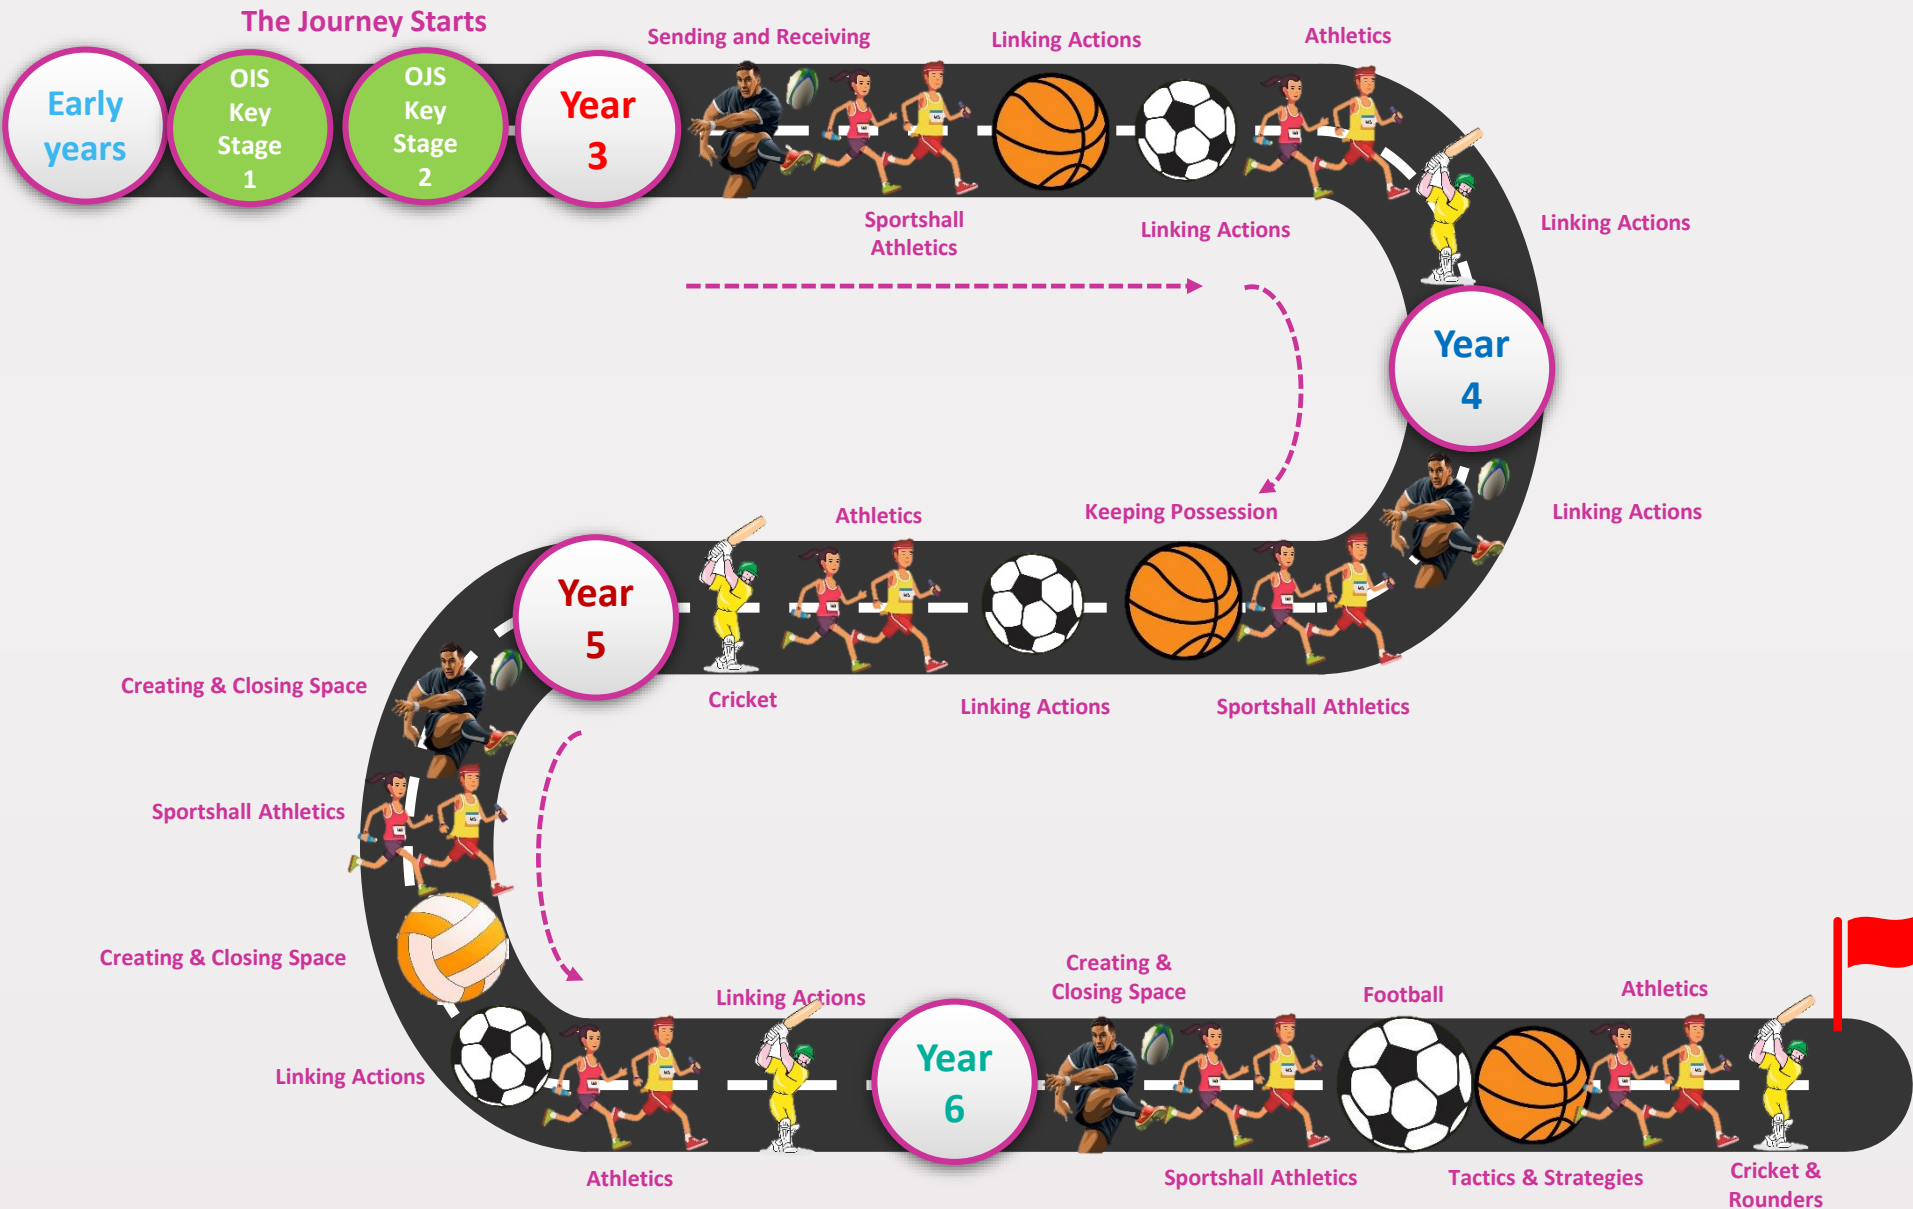 The Journey Starts
Early
years
OIS
Key
Stage
1
OJS
Key
Stage
2
Year
3
Sending and Receiving
Sportshall
Athletics
Linking Actions
Linking Actions
Athletics
Linking Actions
Year
4
Linking Actions
Sportshall Athletics
Keeping Possession
Linking Actions
Athletics
Cricket
Year
5
Creating & Closing Space
Sportshall Athletics
Creating & Closing Space
Linking Actions
Athletics
Linking Actions
Year
6
Creating &
Closing Space
Sportshall Athletics
Football
Tactics & Strategies
Athletics
Cricket &
Rounders